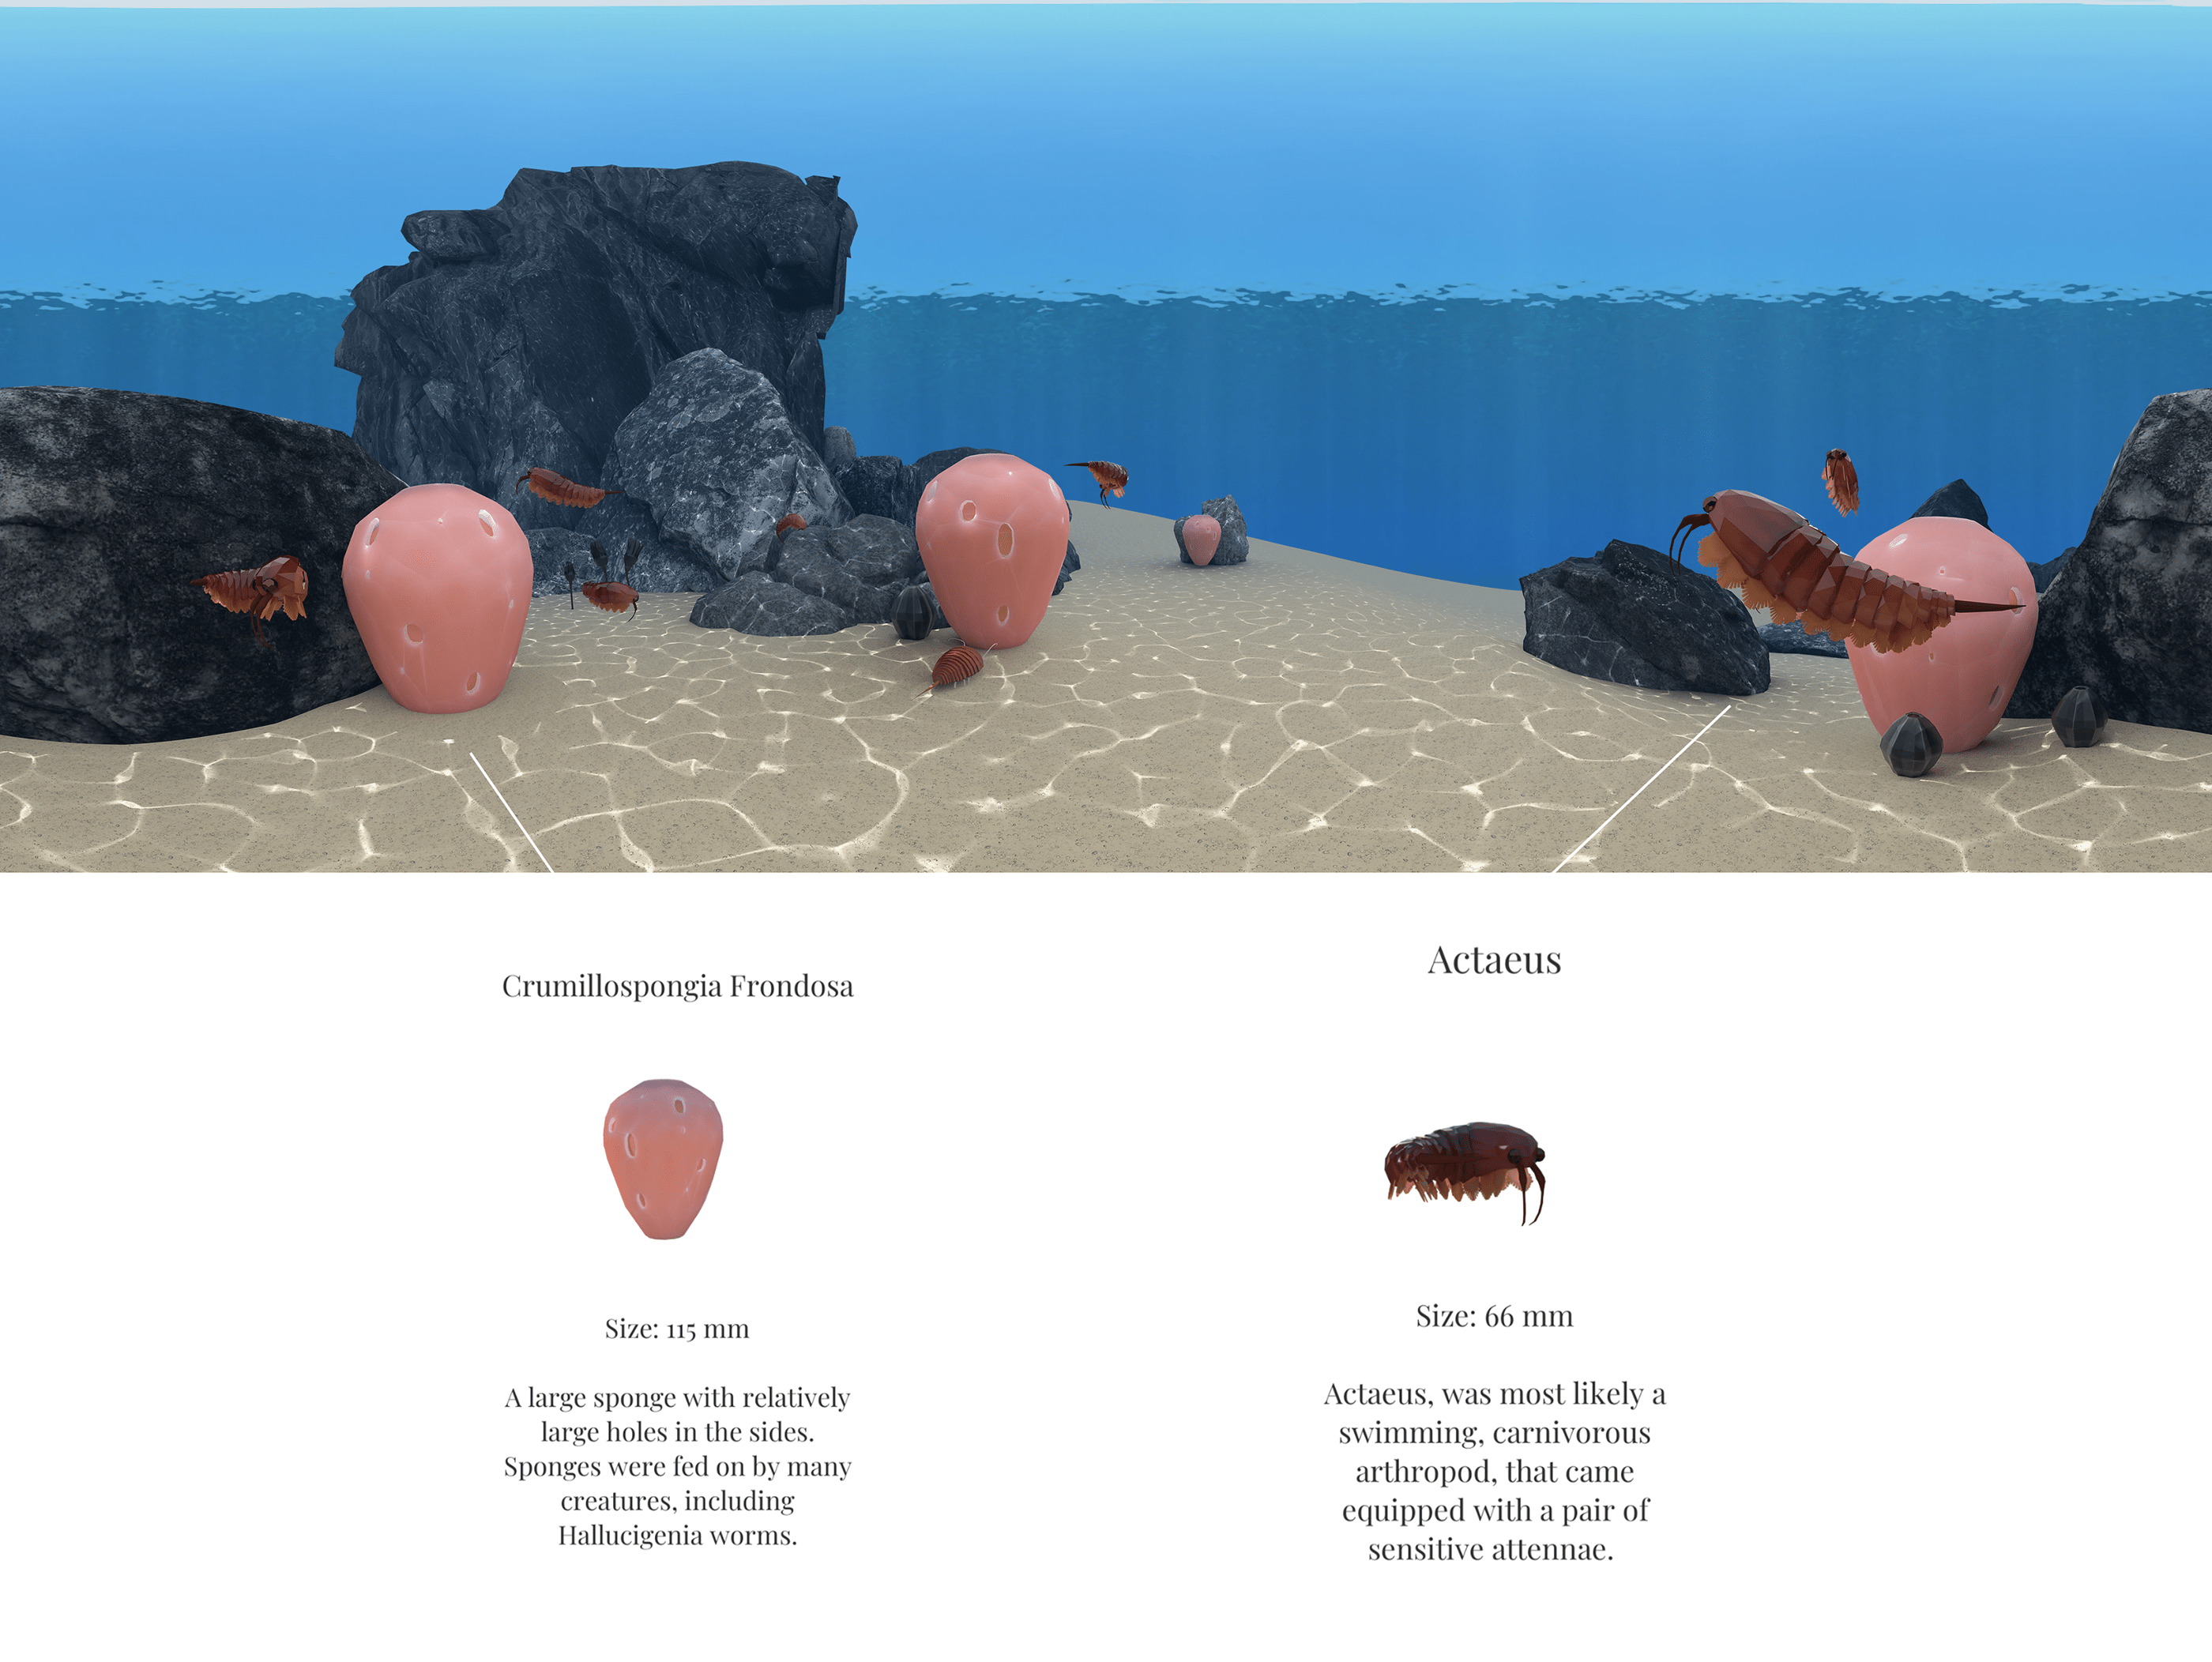 Crumillospongia Frondosa
Size: 115 mm
A large sponge with relatively
large holes in the sides.
Sponges were fed on by many
creatures, including
Hallucigenia worms.
Actaeus
Size: 66 mm
Actaeus, was most likely a
swimming, carnivorous
arthropod, that came
equipped with a pair of
sensitive attennae.